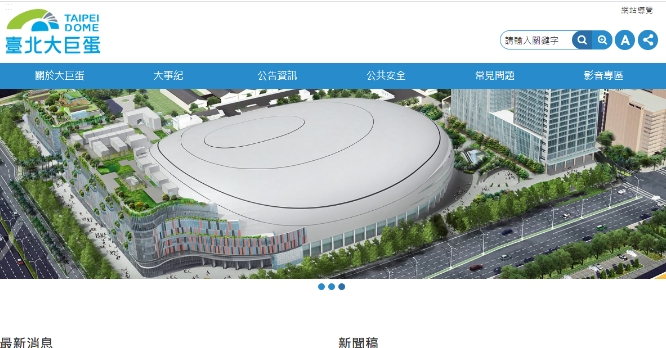 網站導覽
TAIPEI
DOME
臺北大巨蛋
請輸入關鍵字
A
關於大巨蛋
大事紀
公告資訊
公共安全
常見問題
影音專區
最新消息
新聞稿